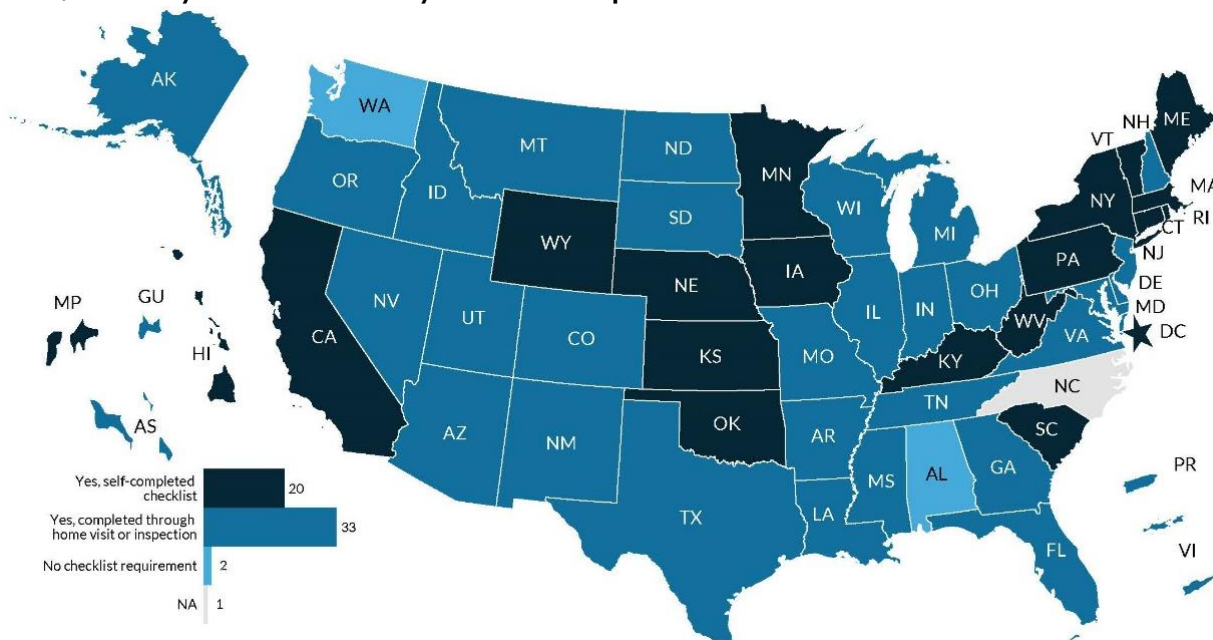 AK
WA
MT
ND
MN
VT
NH
ME
OR
ID
SD
WI
MI
NY
MA
RI
CT
WY
IA
PA
NJ
NE
OH
DE
MP
GU
NV
UT
CO
IL
IN
MD
WV
VA
DC
HI
CA
KS
MO
KY
NC
AS
AZ
NM
OK
AR
TN
SC
MS
AL
GA
PR
TX
LA
FL
VI
Yes, self-completed
checklist
20
Yes, completed through
home visit or inspection
33
No checklist requirement
2
NA
1